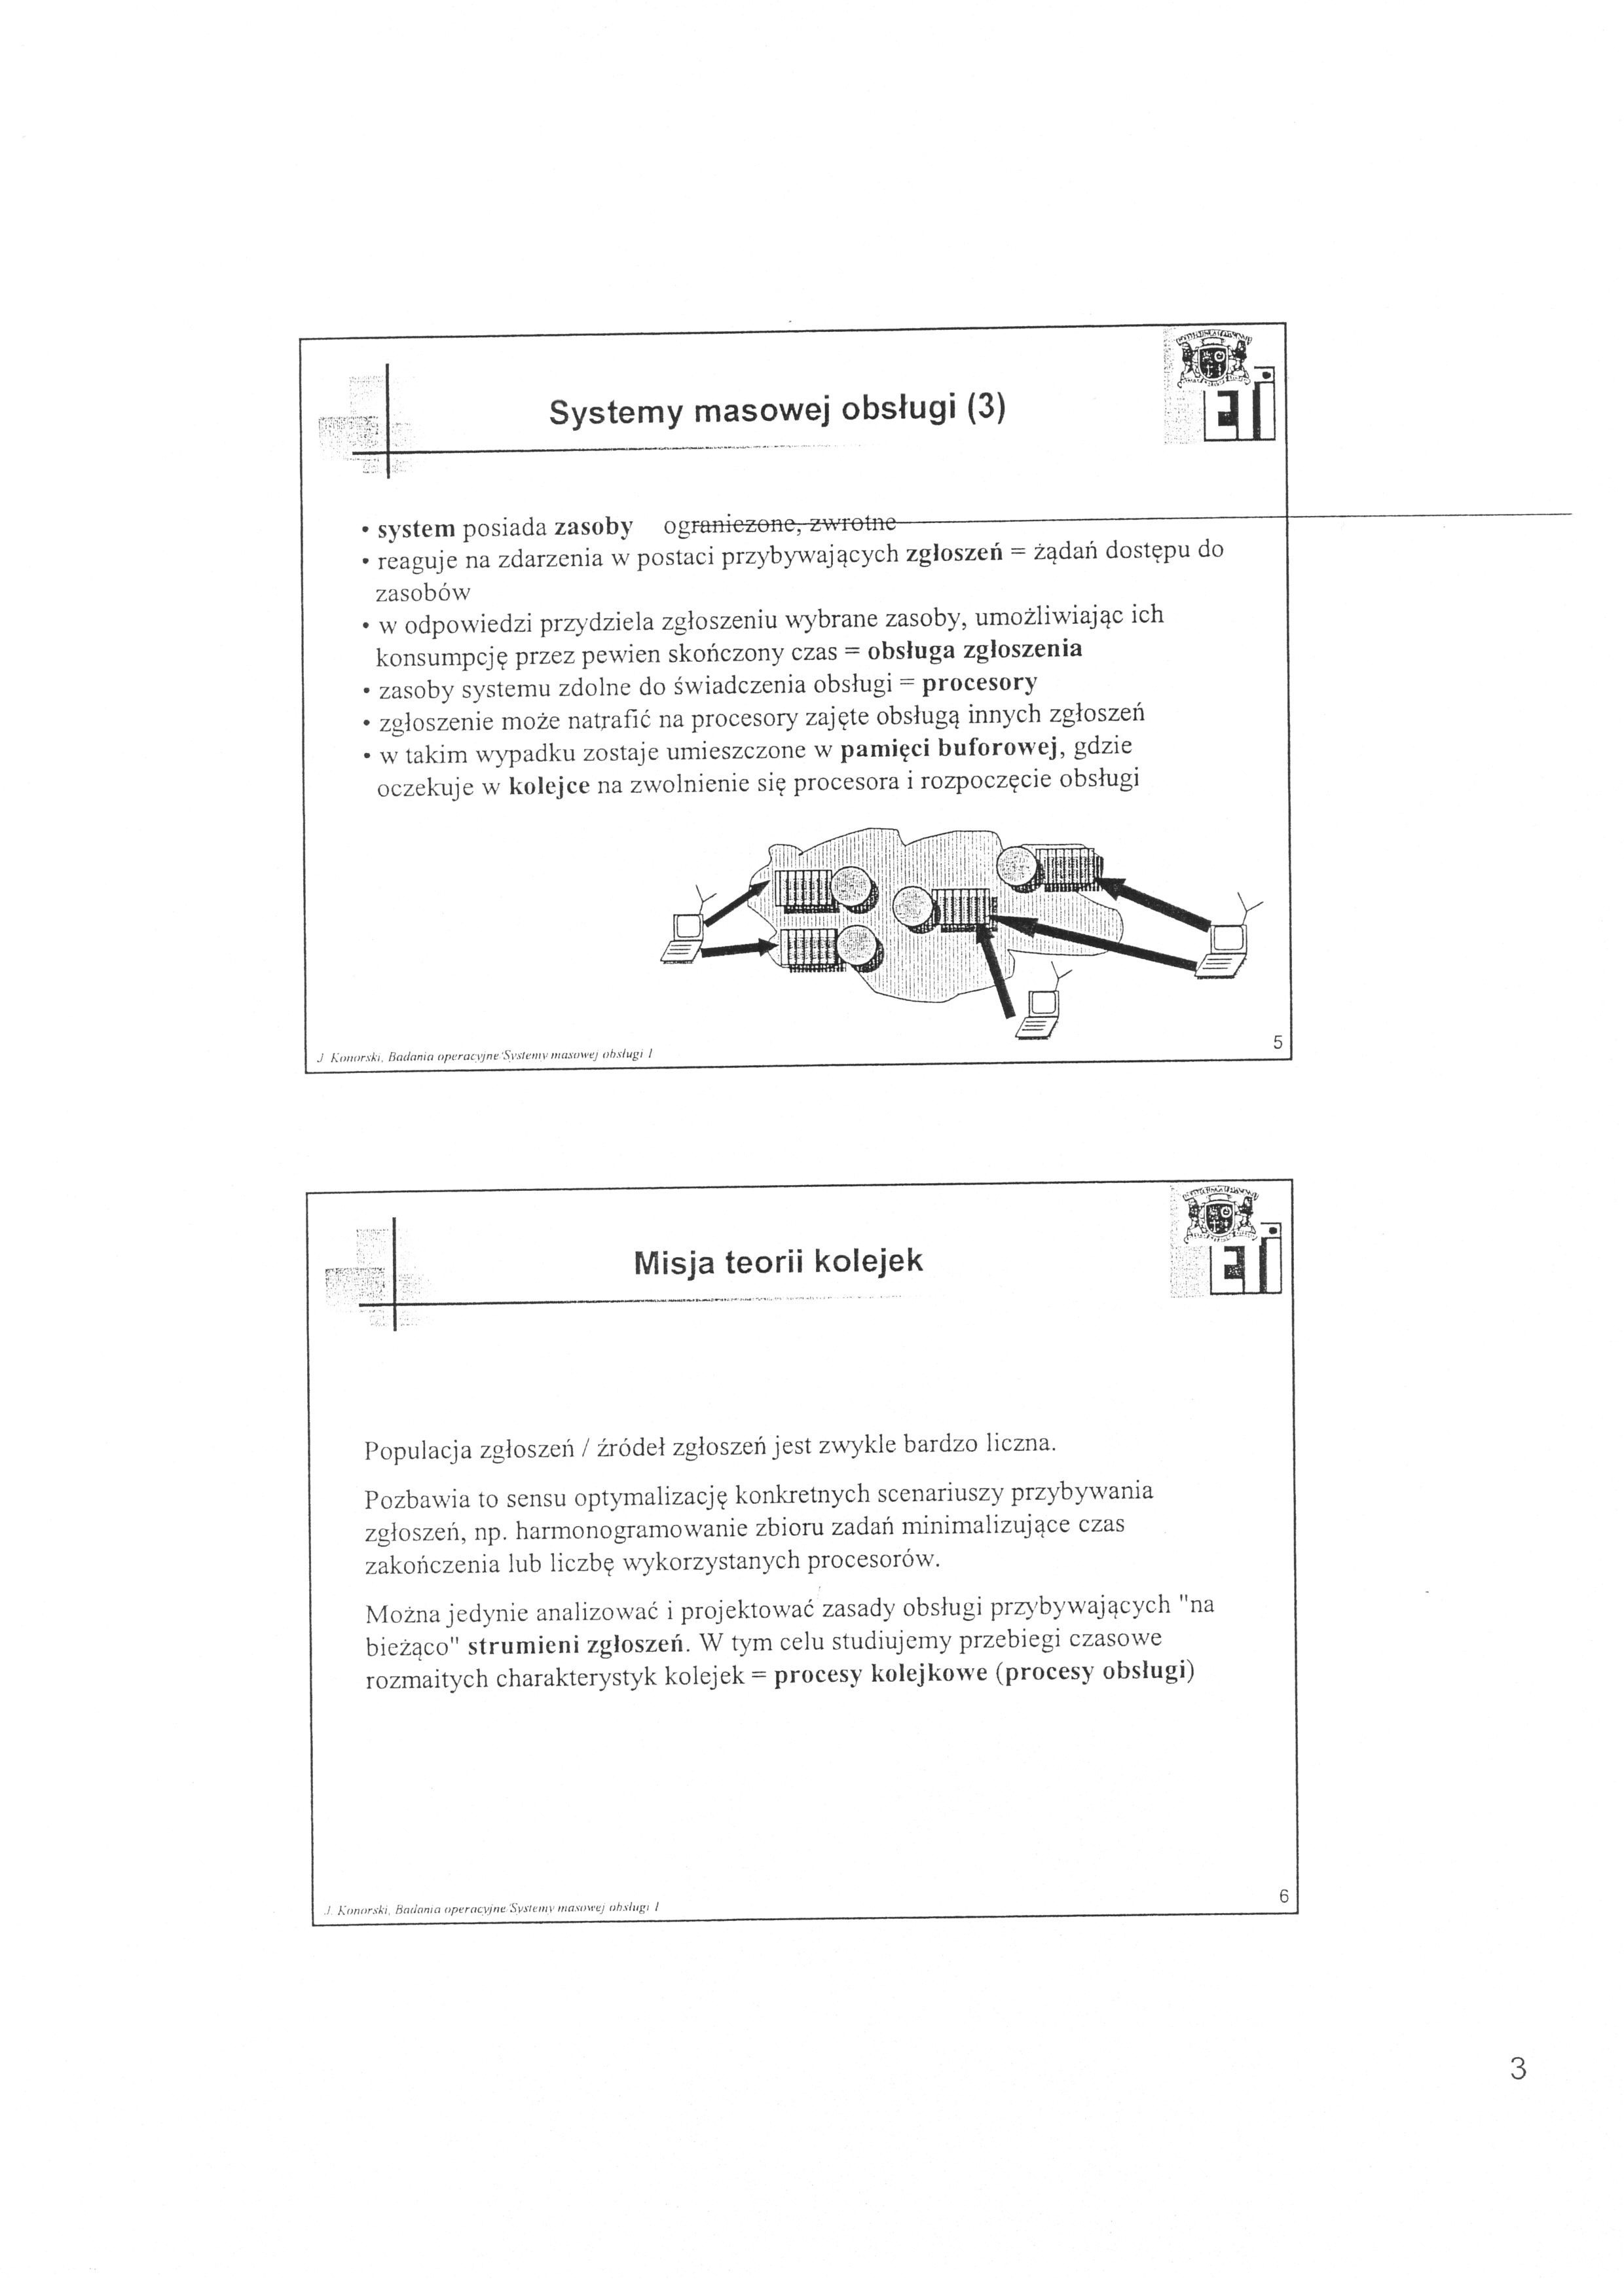 Systemy masowej obsługi (3)
• system posiada zasoby ograniczone, zwrotne
• reaguje na zdarzenia w postaci przybywających zgłoszeń = żądań dostępu do
zasobów
• w odpowiedzi przydziela zgłoszeniu wybrane zasoby, umożliwiając ich
konsumpcję przez pewien skończony czas = obsługa zgłoszenia
• zasoby systemu zdolne do świadczenia obsługi = procesory
• zgłoszenie może natrafić na procesory zajęte obsługą innych zgłoszeń
• w takim wypadku zostaje umieszczone w pamięci buforowej, gdzie
oczekuje w kolejce na zwolnienie się procesora i rozpoczęcie obsługi
J. Konorski, Badania operacyjne/Systemy masowej obsługi I
5
Misja teorii kolejek
Populacja zgłoszeń / źródeł zgłoszeń jest zwykle bardzo liczna.
Pozbawia to sensu optymalizację konkretnych scenariuszy przybywania
zgłoszeń, np. harmonogramowanie zbioru zadań minimalizujące czas
zakończenia lub liczbę wykorzystanych procesorów.
Można jedynie analizować i projektować zasady obsługi przybywających "na
bieżąco" strumieni zgłoszeń. W tym celu studiujemy przebiegi czasowe
rozmaitych charakterystyk kolejek = procesy kolejkowe (procesy obsługi)
J. Konorski, Badania operacyjne/Systemy masowej obsługi I
6
3